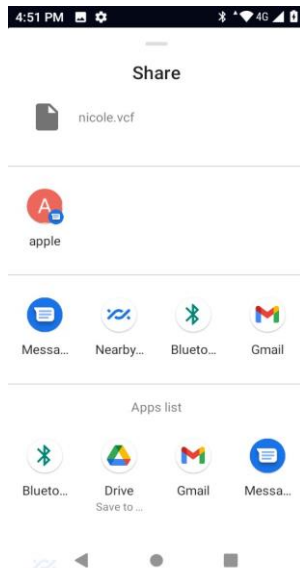 4:51 PM 4G
Share
nicole.vcf
A
apple
Messa... Nearby... Blueto... Gmail
Apps list
Blueto... Drive Gmail Messa...
Save to ...